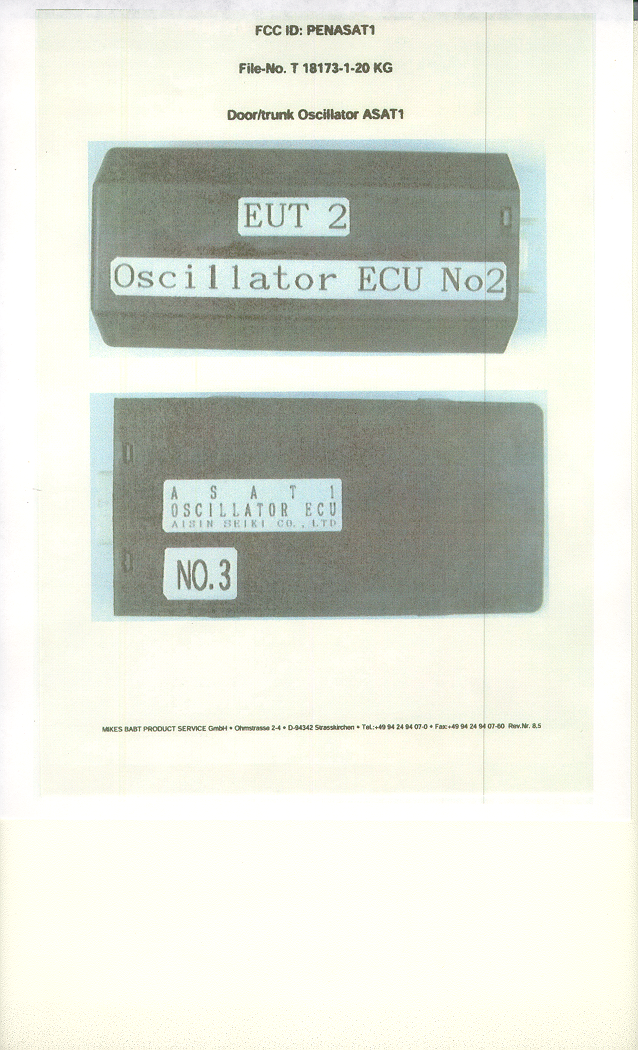 FCC ID: PENASAT1
File-No. T 18173-1-20 KG
Door/trunk Oscillator ASAT1
EUT 2
Oscillator ECU No2
A S A T 1
OSCILLATOR ECU
AISIN SEIKI CO., LTD
NO.3
MIKES BABT PRODUCT SERVICE GmbH • Ohmstrasse 2-4 • D-94342 Strasskirchen • Tel.:+49 94 24 94 07-0 • Fax:+49 94 24 94 07-60 Rev.Nr. 8.5